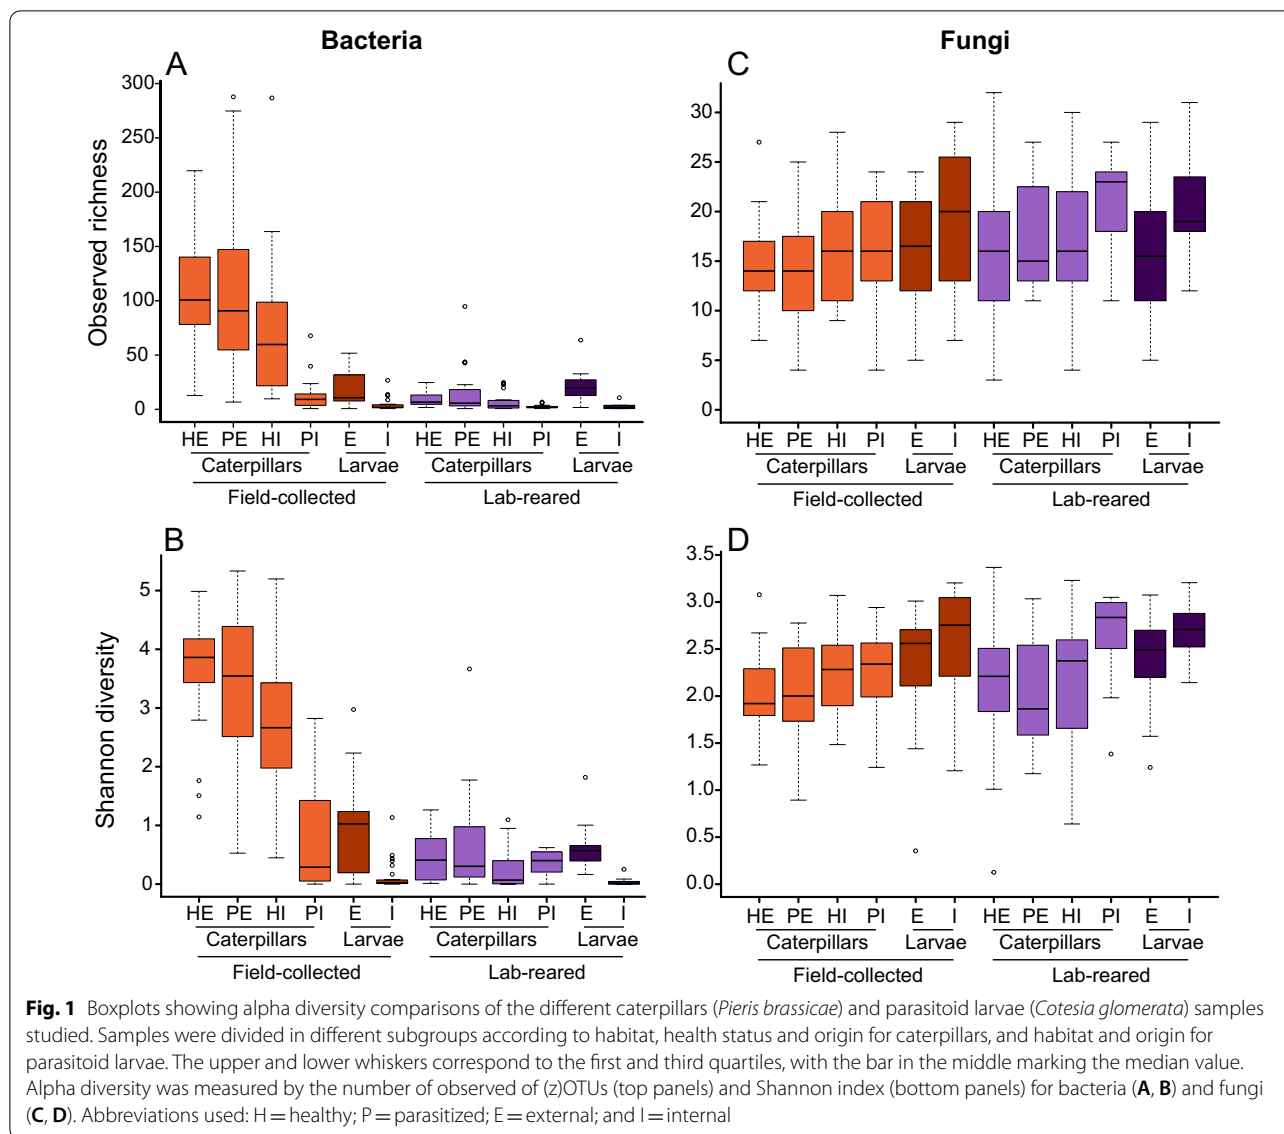 Bacteria
Fungi
A
Observed richness
300
250
200
150
100
50
0
HE PE HI PI E I HE PE HI PI E I
Caterpillars Larvae Caterpillars Larvae
Field-collected Lab-reared
C
30
25
20
15
10
5
0
HE PE HI PI E I HE PE HI PI E I
Caterpillars Larvae Caterpillars Larvae
Field-collected Lab-reared
B
Shannon diversity
5
4
3
2
1
0
HE PE HI PI E I HE PE HI PI E I
Caterpillars Larvae Caterpillars Larvae
Field-collected Lab-reared
D
3.5
3.0
2.5
2.0
1.5
1.0
0.5
0.0
HE PE HI PI E I HE PE HI PI E I
Caterpillars Larvae Caterpillars Larvae
Field-collected Lab-reared
Fig. 1 Boxplots showing alpha diversity comparisons of the different caterpillars (Pieris brassicae) and parasitoid larvae (Cotesia glomerata) samples
studied. Samples were divided in different subgroups according to habitat, health status and origin for caterpillars, and habitat and origin for
parasitoid larvae. The upper and lower whiskers correspond to the first and third quartiles, with the bar in the middle marking the median value.
Alpha diversity was measured by the number of observed of (z)OTUs (top panels) and Shannon index (bottom panels) for bacteria (A, B) and fungi
(C, D). Abbreviations used: H = healthy; P = parasitized; E = external; and I = internal